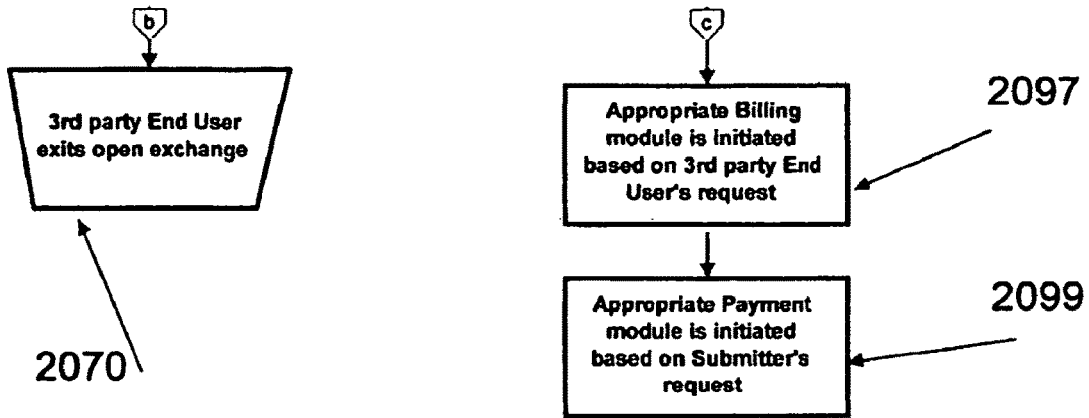 b
3rd party End User
exits open exchange
2070
c
Appropriate Billing
module is initiated
based on 3rd party End
User's request
2097
Appropriate Payment
module is initiated
based on Submitter's
request
2099